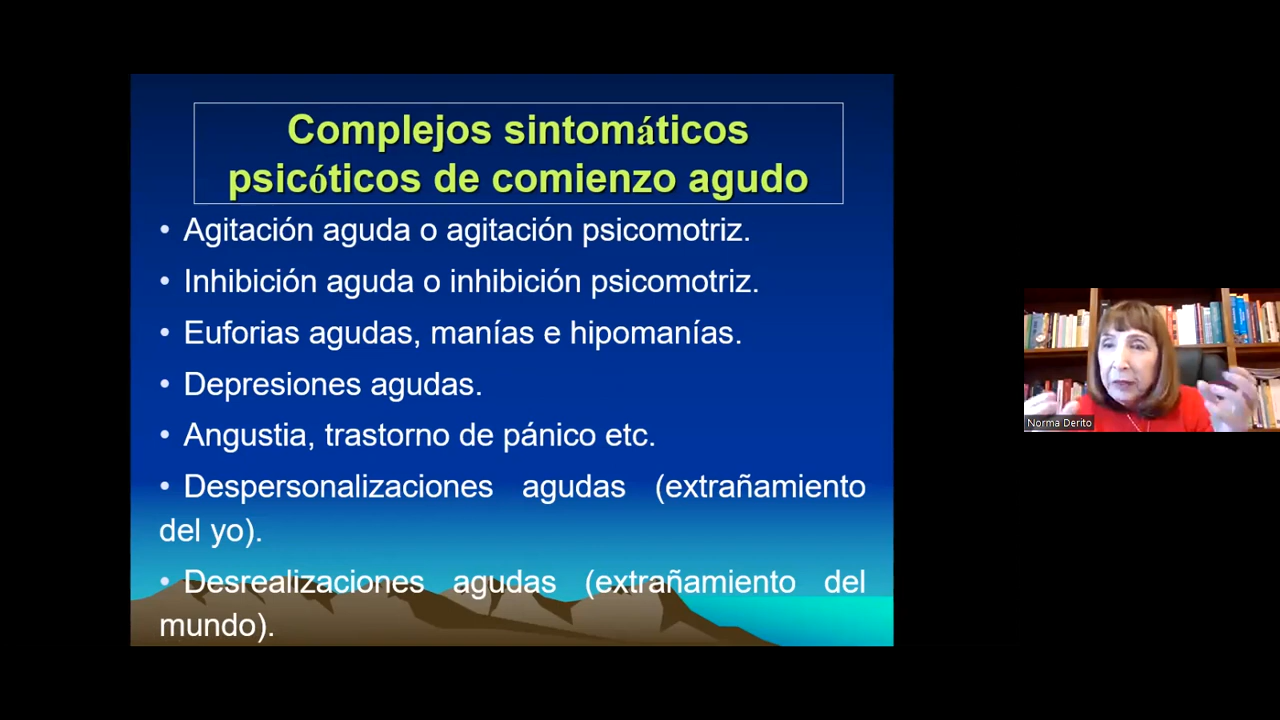 Complejos sintomáticos
psicóticos de comienzo agudo
• Agitación aguda o agitación psicomotriz.
• Inhibición aguda o inhibición psicomotriz.
• Euforias agudas, manías e hipomanías.
• Depresiones agudas.
• Angustia, trastorno de pánico etc.
• Despersonalizaciones agudas (extrañamiento
del yo).
• Desrealizaciones agudas (extrañamiento del
mundo).
Norma Derito